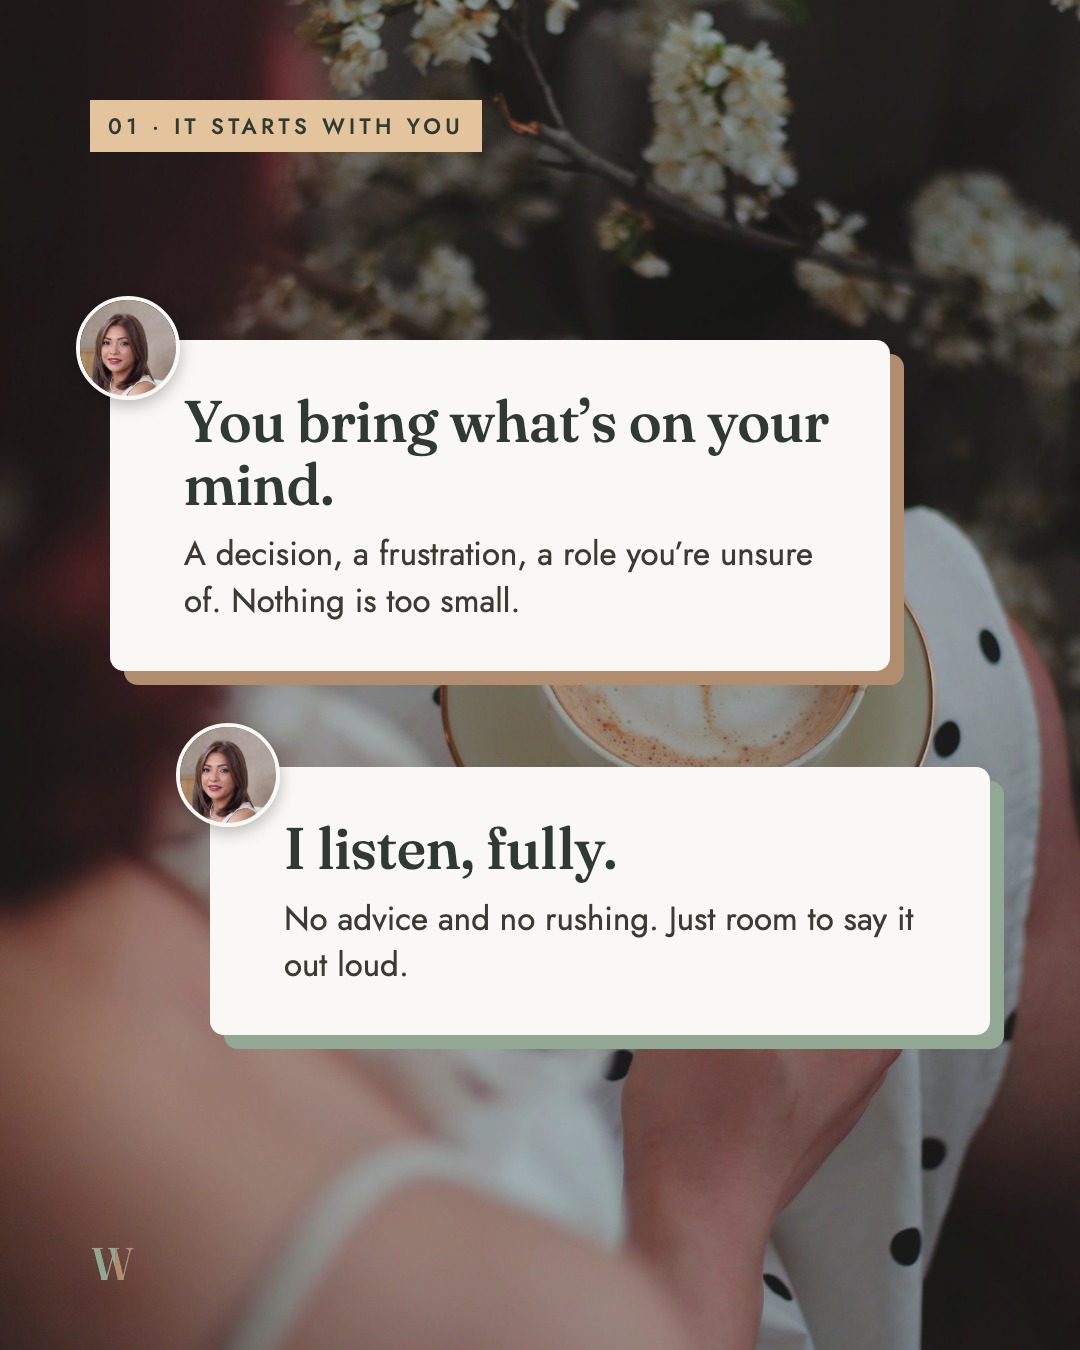 01 · IT STARTS WITH YOU
You bring what’s on your
mind.
A decision, a frustration, a role you’re unsure
of. Nothing is too small.
I listen, fully.
No advice and no rushing. Just room to say it
out loud.
W